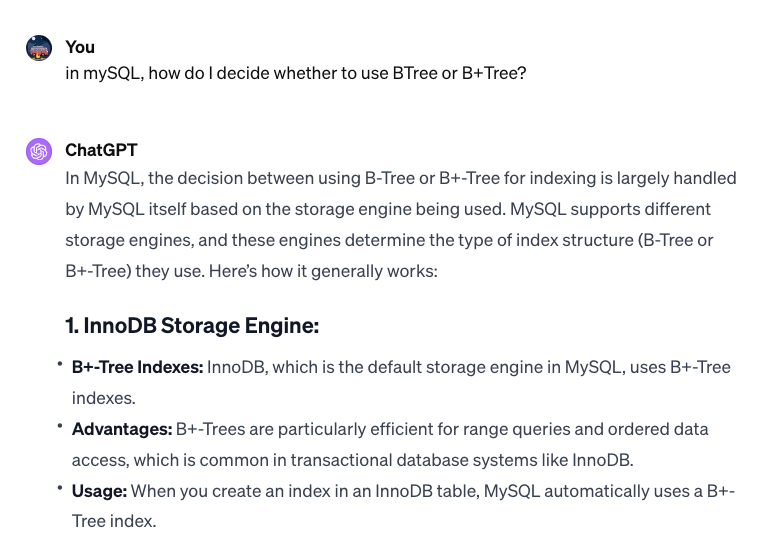 You
in mySQL, how do I decide whether to use BTree or B+Tree?
ChatGPT
In MySQL, the decision between using B-Tree or B+-Tree for indexing is largely handled
by MySQL itself based on the storage engine being used. MySQL supports different
storage engines, and these engines determine the type of index structure (B-Tree or
B+-Tree) they use. Here's how it generally works:
1. InnoDB Storage Engine:
• B+-Tree Indexes: InnoDB, which is the default storage engine in MySQL, uses B+-Tree
indexes.
• Advantages: B+-Trees are particularly efficient for range queries and ordered data
access, which is common in transactional database systems like InnoDB.
• Usage: When you create an index in an InnoDB table, MySQL automatically uses a B+-
Tree index.